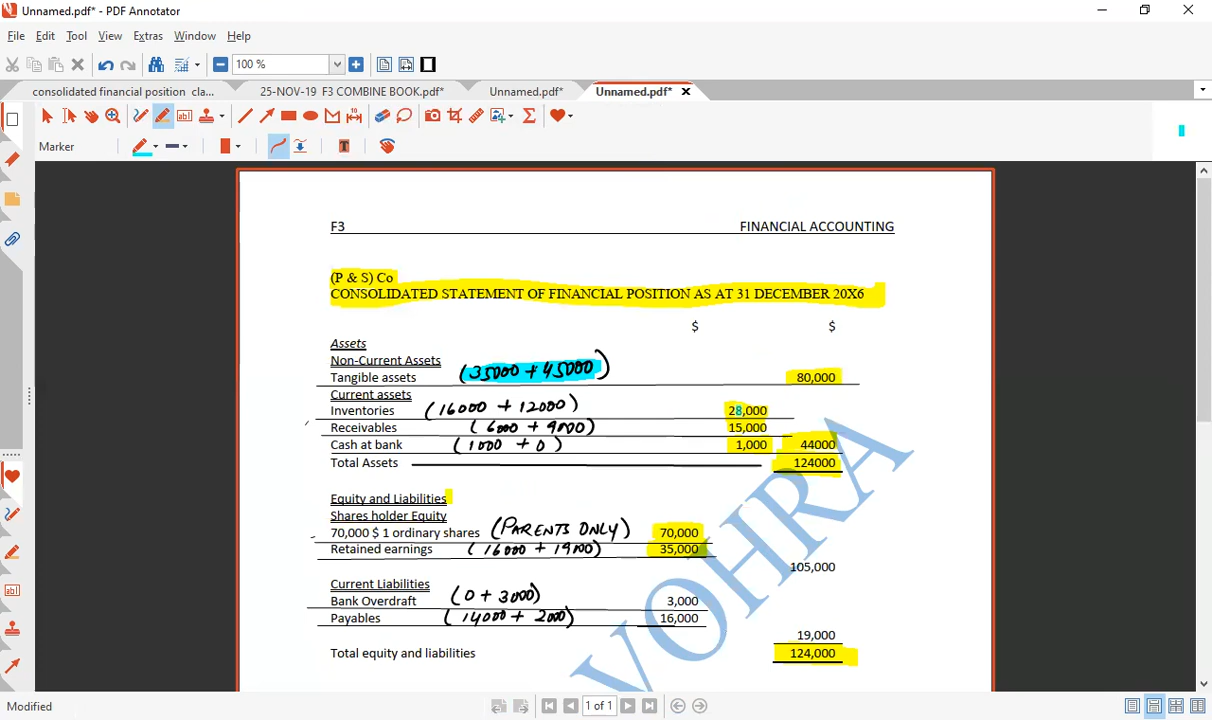 Unnamed.pdf* - PDF Annotator
File Edit Tool View Extras Window Help
100 %
consolidated financial position cla... 25-NOV-19 F3 COMBINE BOOK.pdf* Unnamed.pdf* Unnamed.pdf*
Marker
F3 FINANCIAL ACCOUNTING
(P & S) Co
CONSOLIDATED STATEMENT OF FINANCIAL POSITION AS AT 31 DECEMBER 20X6
$ $
Assets
Non-Current Assets
Tangible assets (35000 + 45000) 80,000
Current assets
Inventories (16000 + 12000) 28,000
Receivables (6000 + 9000) 15,000
Cash at bank (1000 + 0) 1,000 44000
Total Assets 124000
Equity and Liabilities
Shares holder Equity
70,000 $ 1 ordinary shares (PARENTS ONLY) 70,000
Retained earnings (16000 + 19000) 35,000
105,000
Current Liabilities
Bank Overdraft (0 + 3000) 3,000
Payables (14000 + 2000) 16,000
19,000
Total equity and liabilities 124,000
VOHRA
Modified
1 of 1